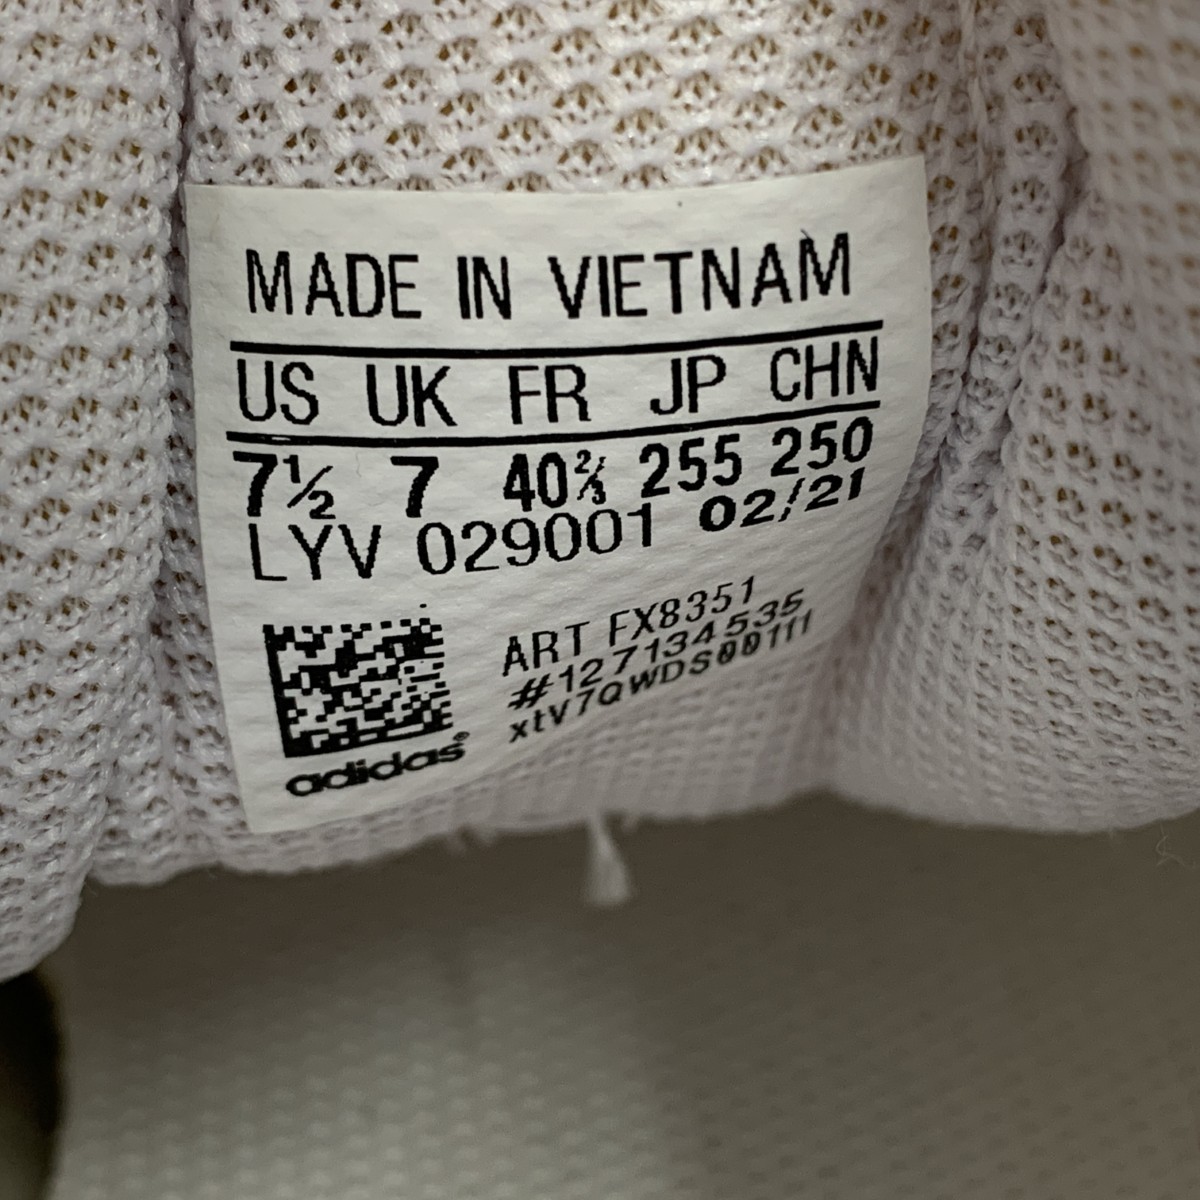 MADE IN VIETNAM
US UK FR JP CHN
7½ 7 40⅔ 255 250
LYV 029001 02/21
ART FX8351
#127134535
xtV7QWDS00111
adidas®